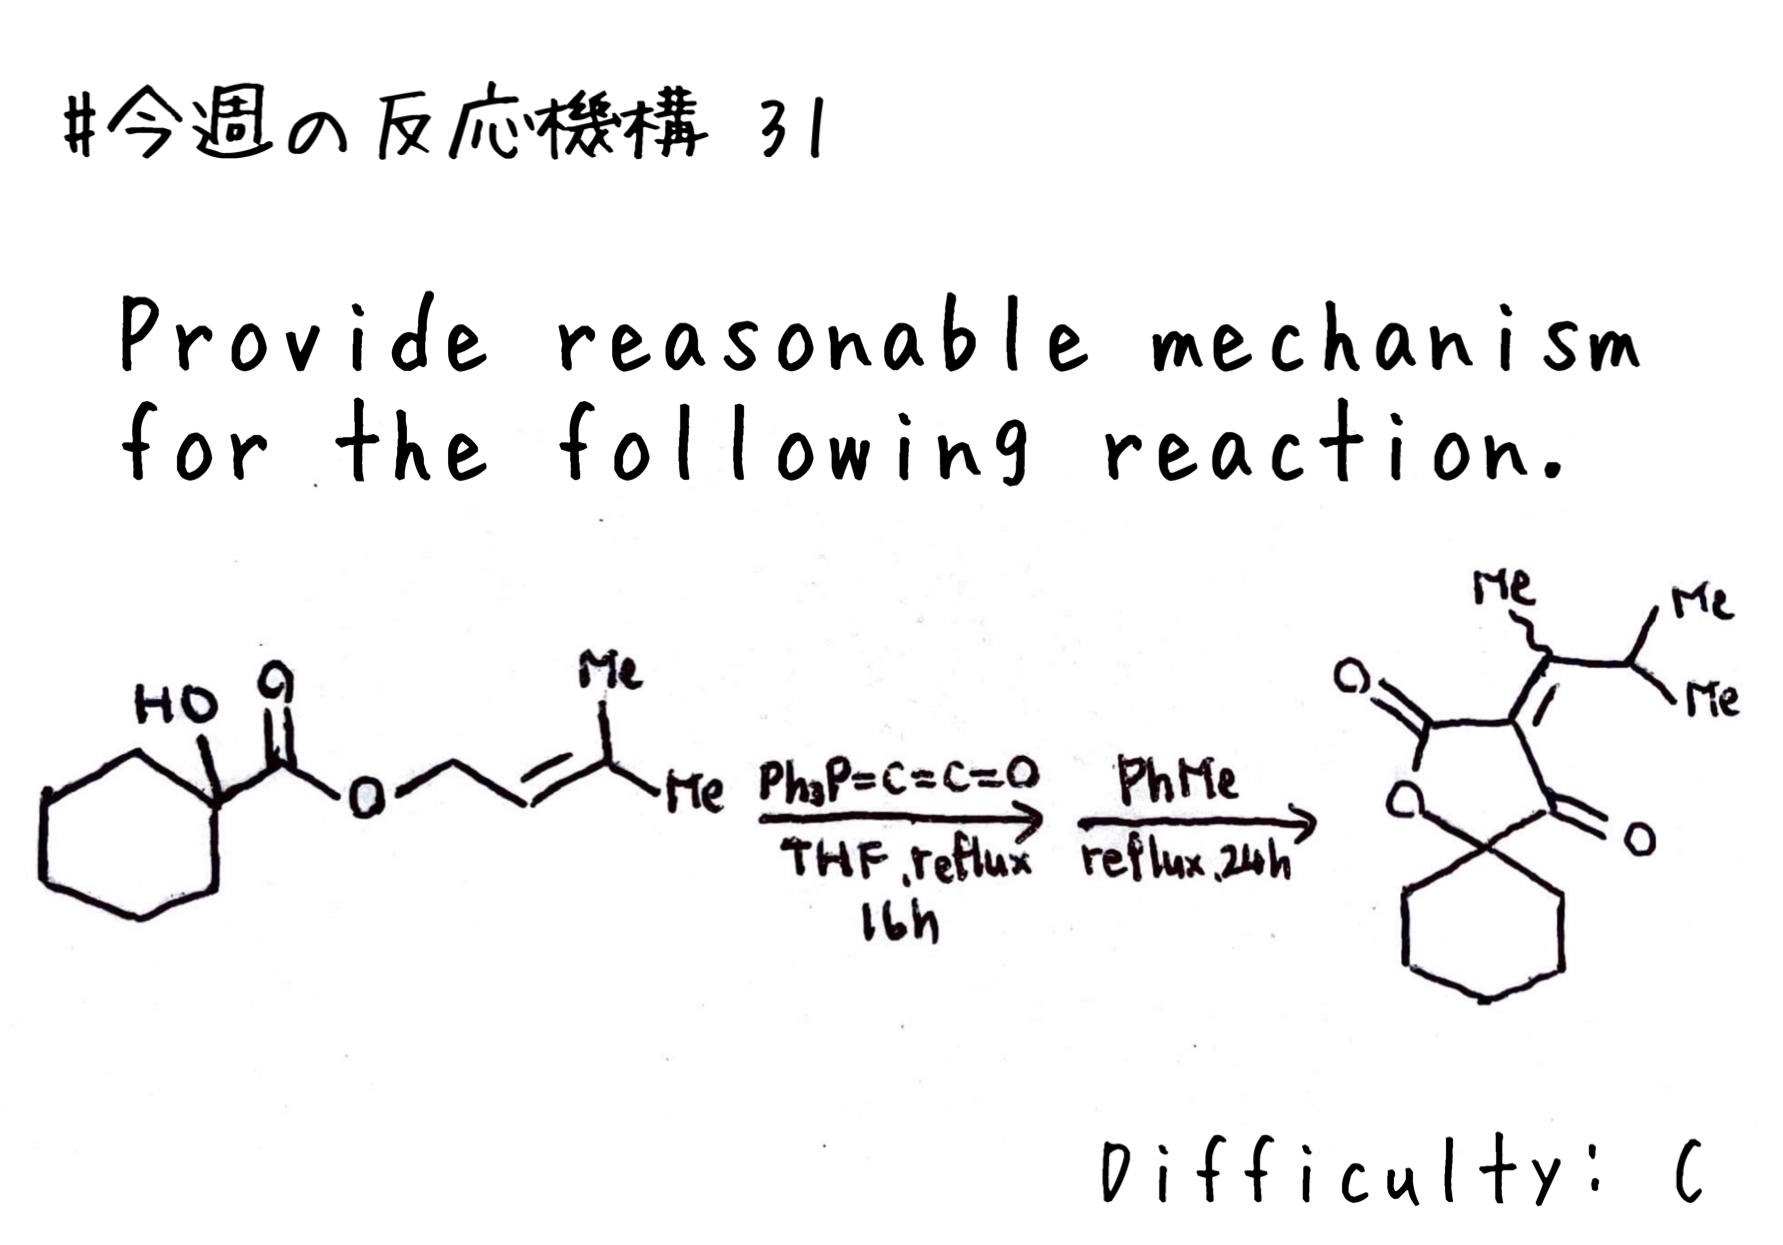 #今週の反応機構 31
Provide reasonable mechanism
for the following reaction.
HO
O
O
Me
Me
Ph₃P=C=C=O
THF, reflux
16h
PhMe
reflux, 24h
Me
Me
Me
O
O
O
Difficulty: C